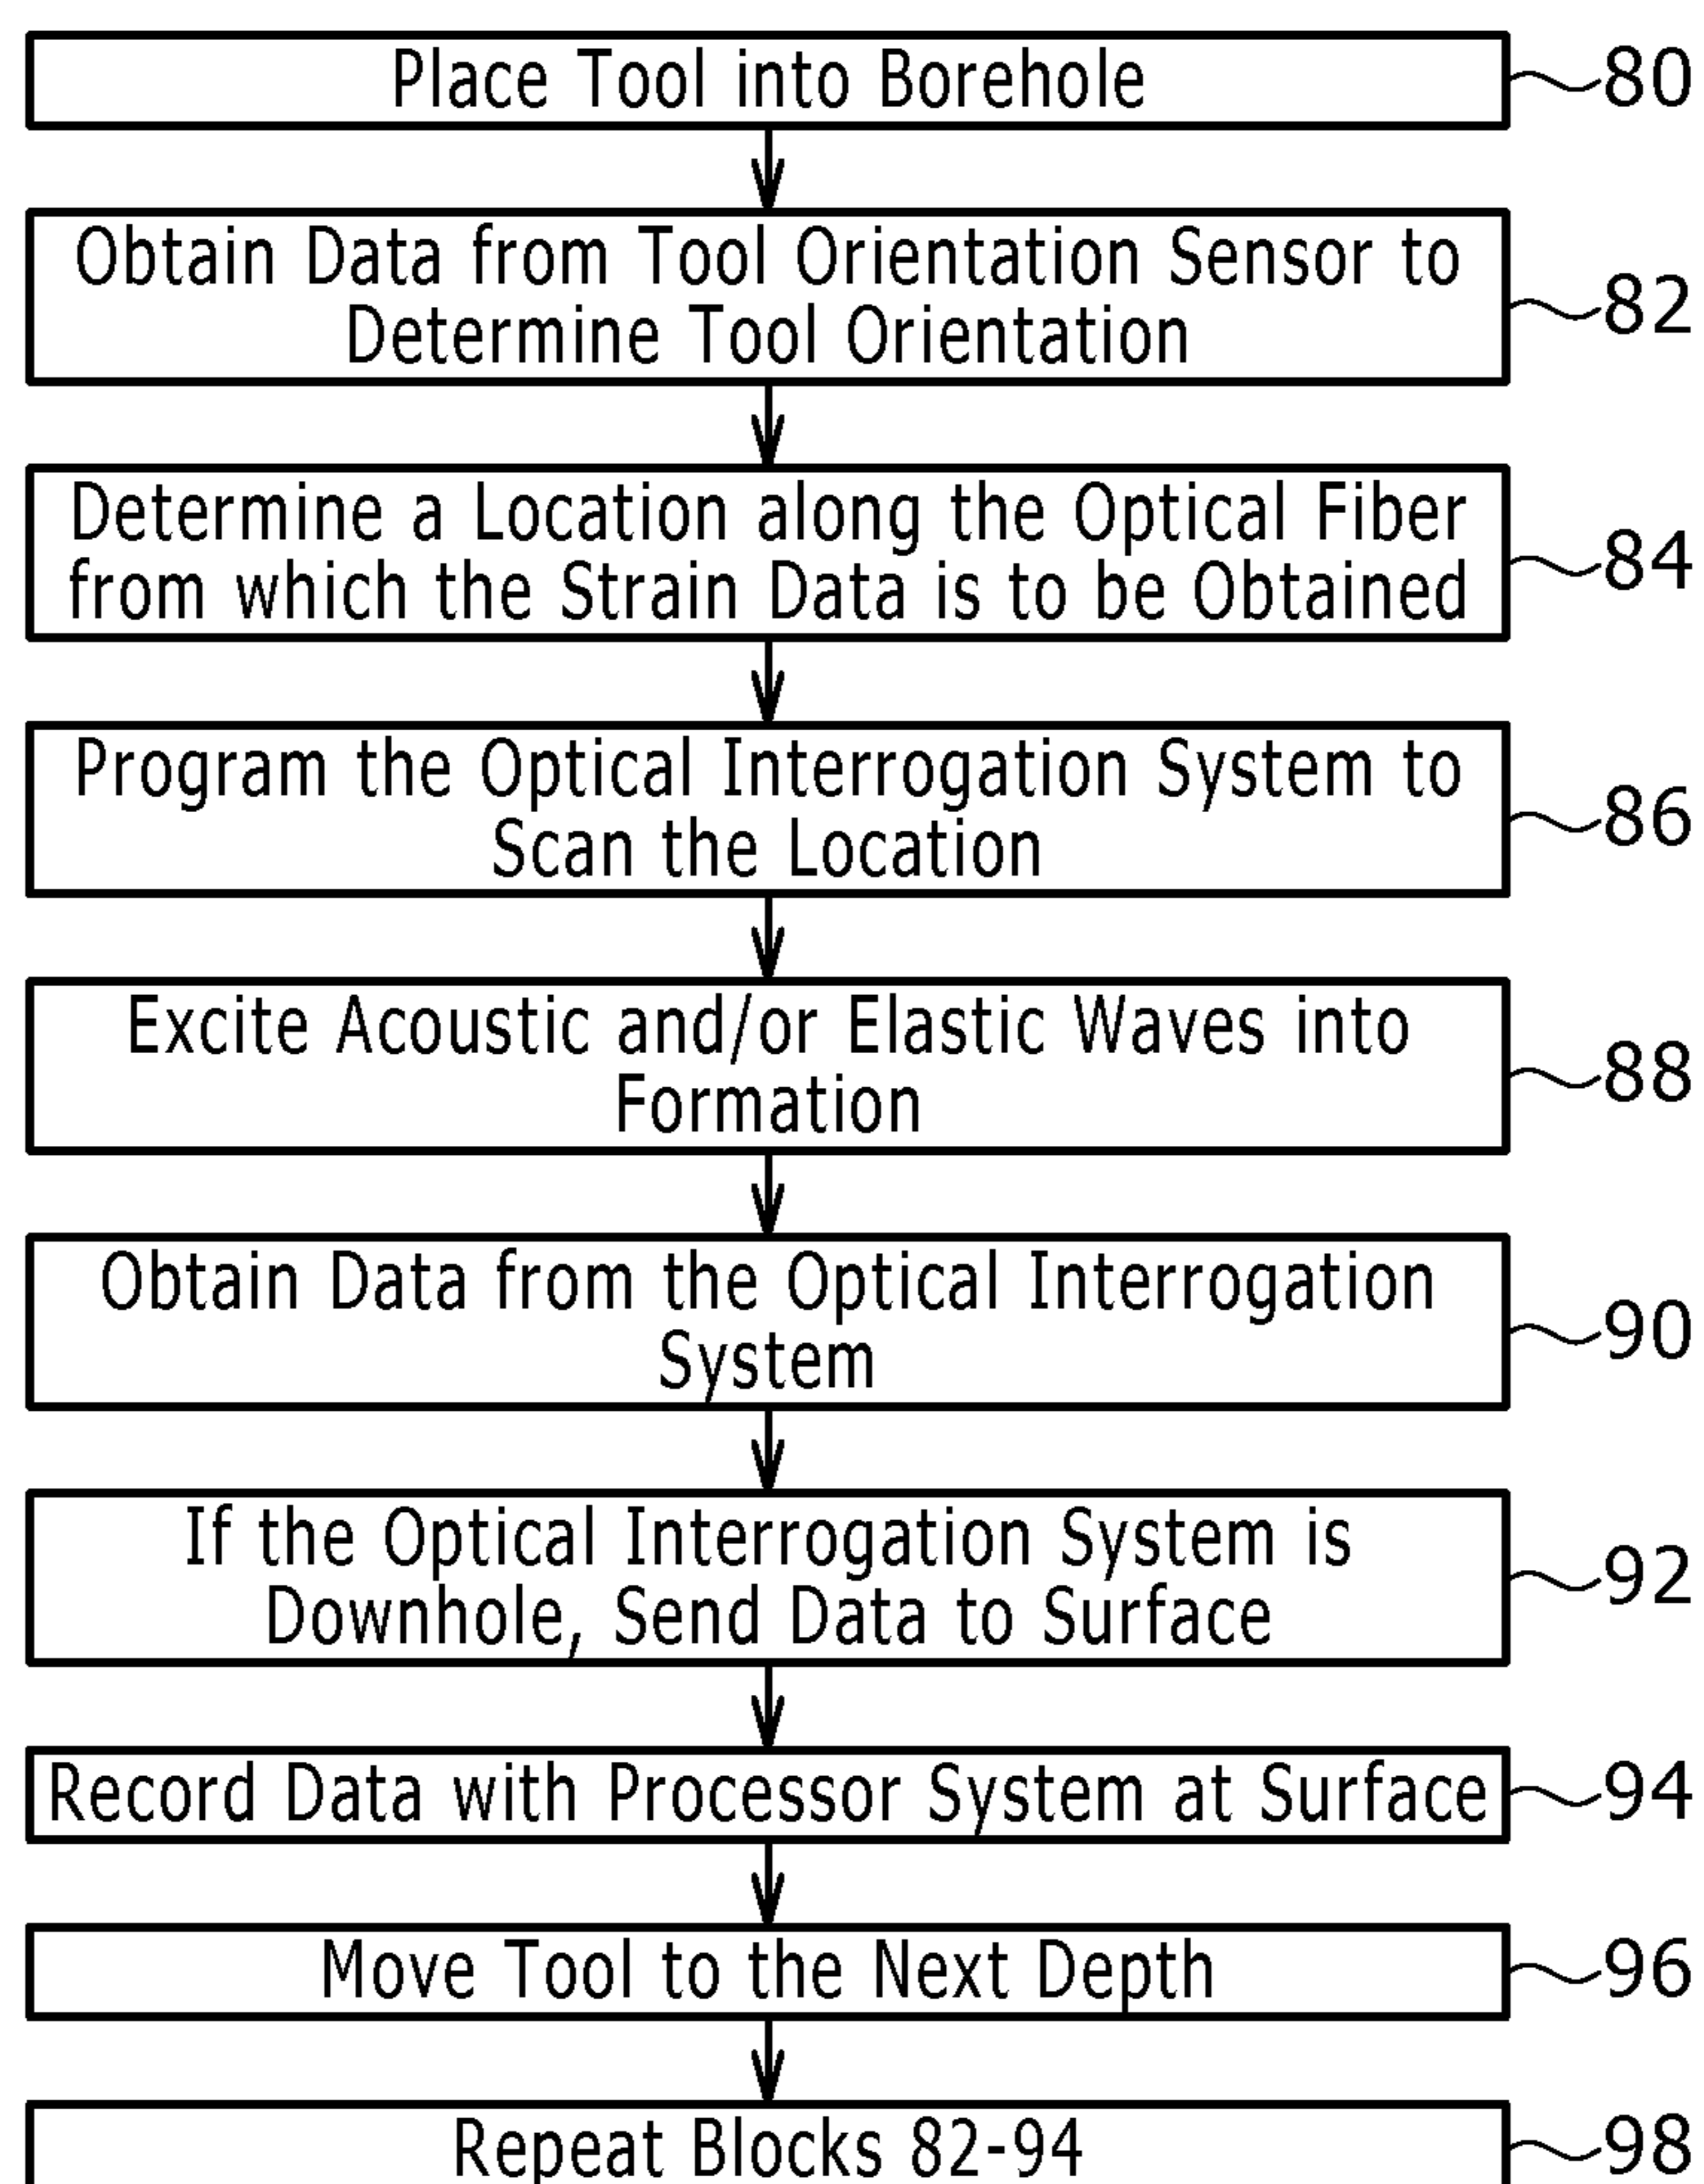 Place Tool into Borehole
80
Obtain Data from Tool Orientation Sensor to
Determine Tool Orientation
82
Determine a Location along the Optical Fiber
from which the Strain Data is to be Obtained
84
Program the Optical Interrogation System to
Scan the Location
86
Excite Acoustic and/or Elastic Waves into
Formation
88
Obtain Data from the Optical Interrogation
System
90
If the Optical Interrogation System is
Downhole, Send Data to Surface
92
Record Data with Processor System at Surface
94
Move Tool to the Next Depth
96
Repeat Blocks 82-94
98